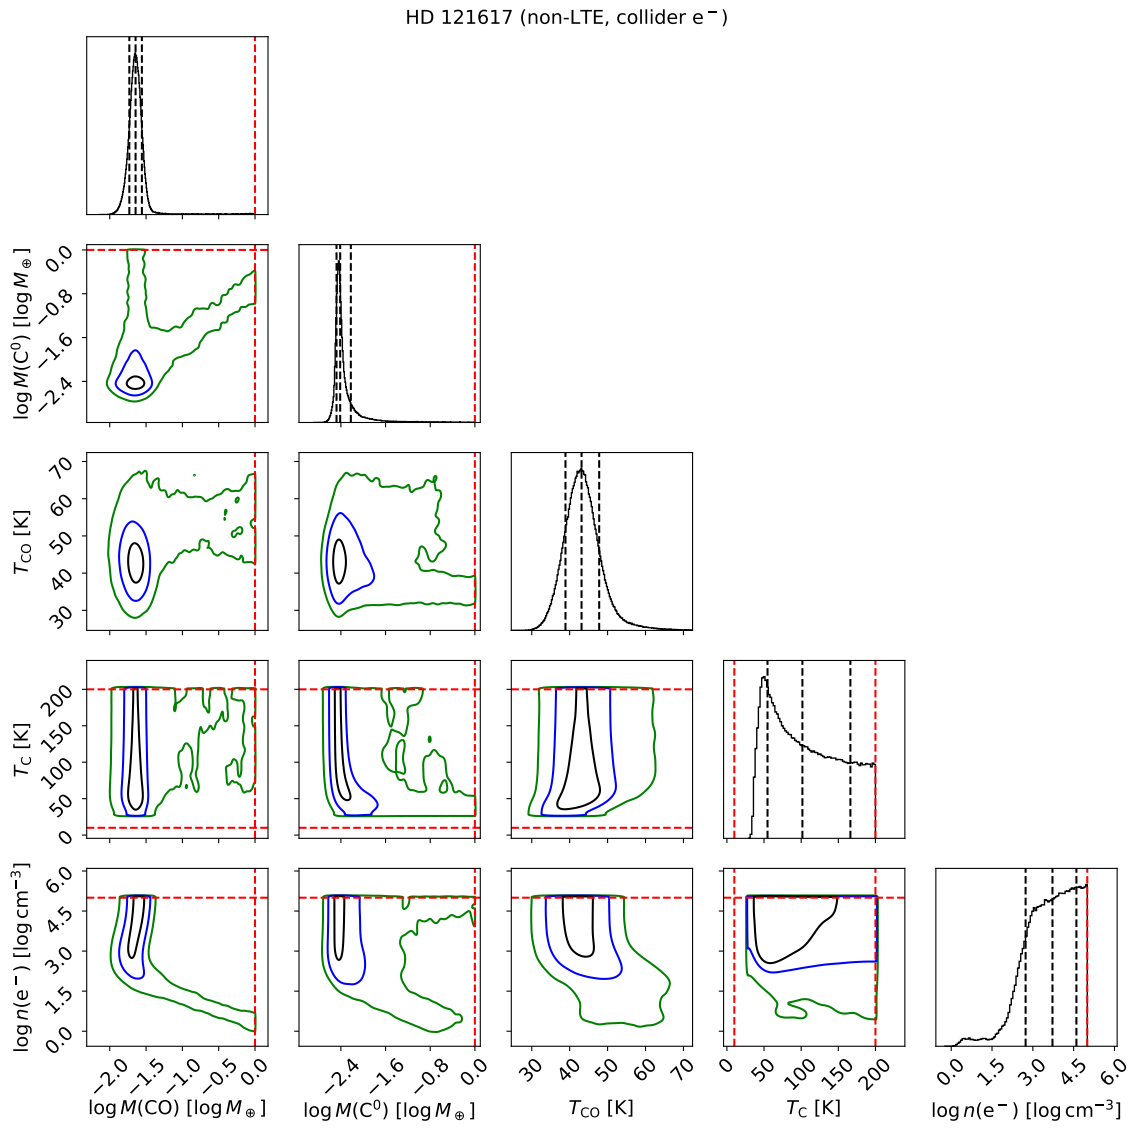 HD 121617 (non-LTE, collider e⁻)
log M(C⁰) [log M⊕]
0.0
−0.8
−1.6
−2.4
T_CO [K]
70
60
50
40
30
T_C [K]
200
150
100
50
0
log n(e⁻) [log cm⁻³]
6.0
4.5
3.0
1.5
0.0
−2.0 −1.5 −1.0 −0.5 0.0
log M(CO) [log M⊕]
−2.4 −1.6 −0.8 0.0
log M(C⁰) [log M⊕]
30 40 50 60 70
T_CO [K]
0 50 100 150 200
T_C [K]
0.0 1.5 3.0 4.5 6.0
log n(e⁻) [log cm⁻³]